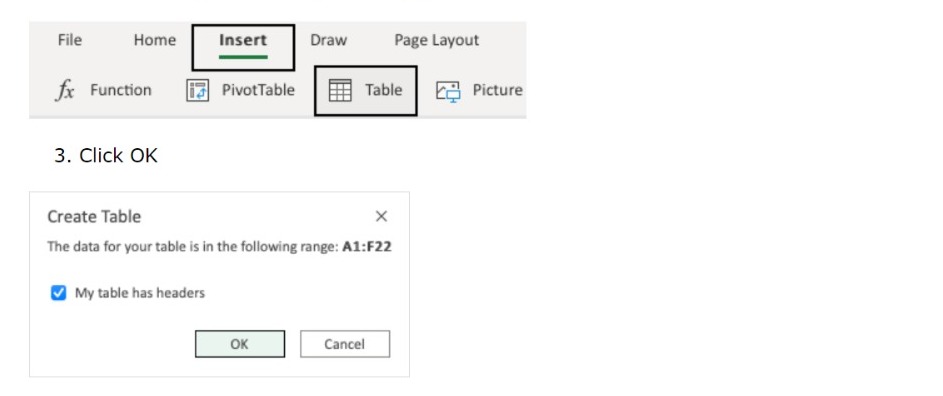 File Home Insert Draw Page Layout
fx Function PivotTable Table Picture
3. Click OK
Create Table
The data for your table is in the following range: A1:F22
My table has headers
OK Cancel